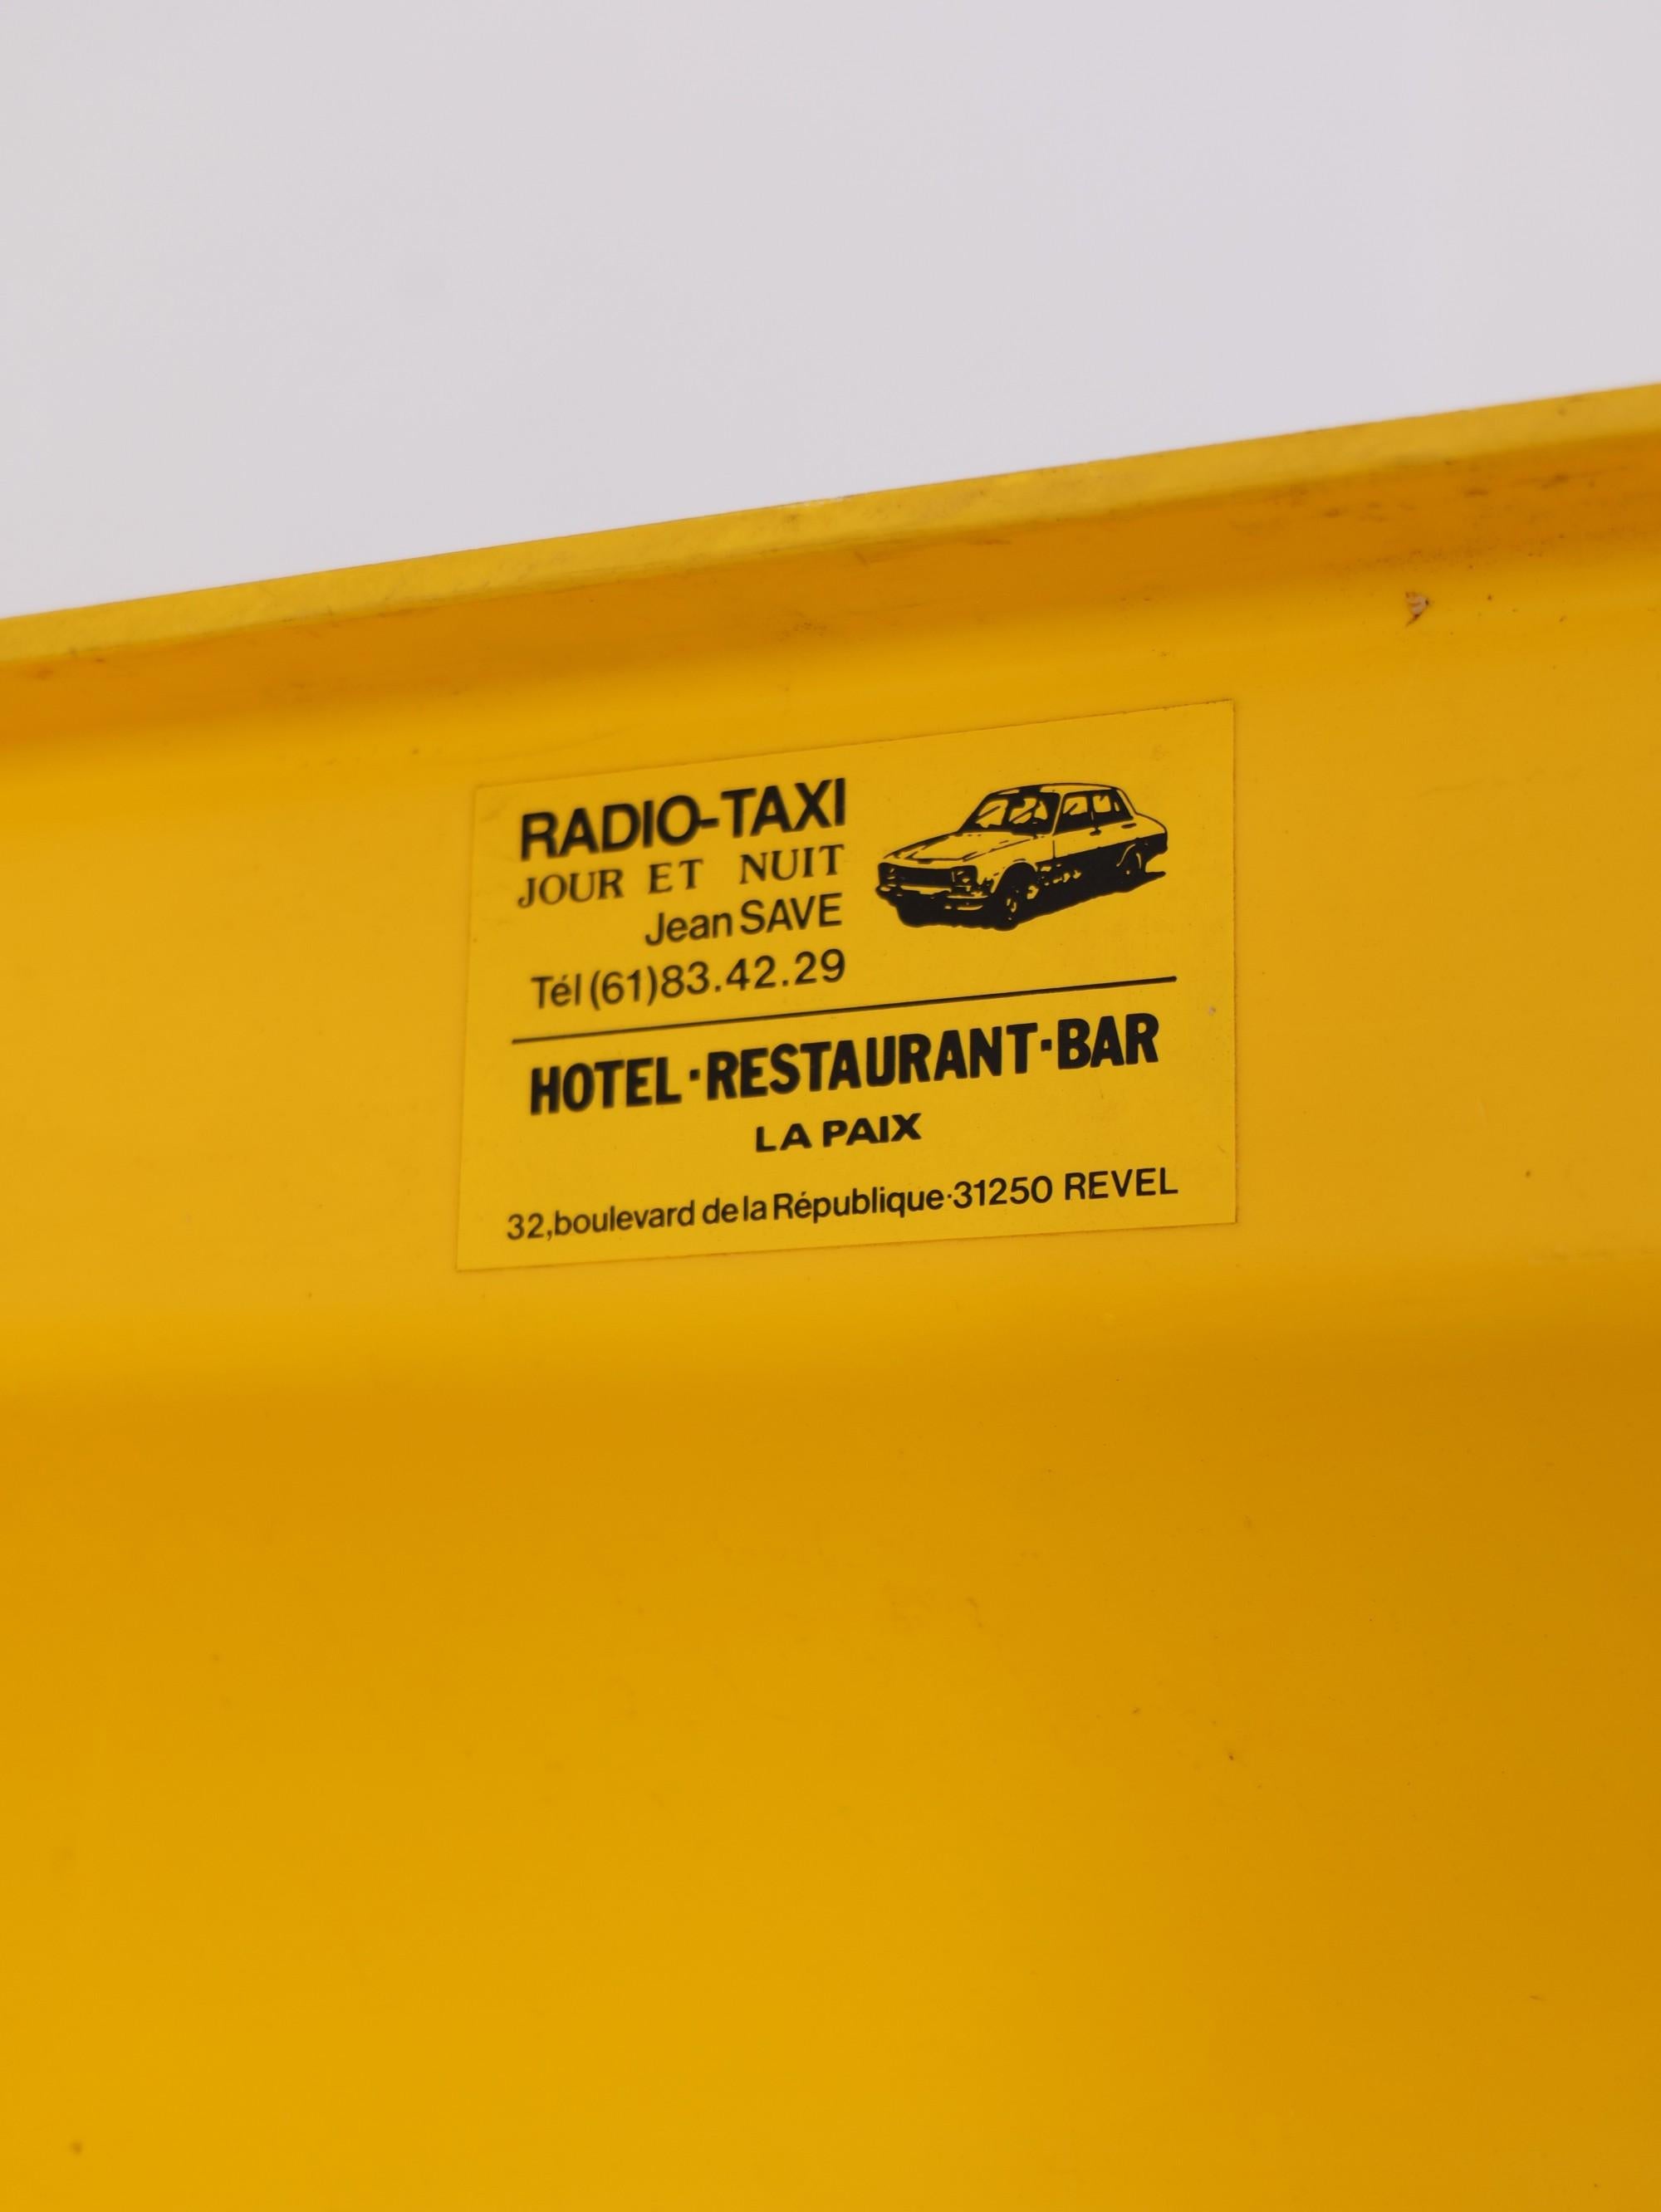 RADIO-TAXI
JOUR ET NUIT
Jean SAVE
Tél (61) 83.42.29
HOTEL·RESTAURANT·BAR
LA PAIX
32, boulevard de la République·31250 REVEL